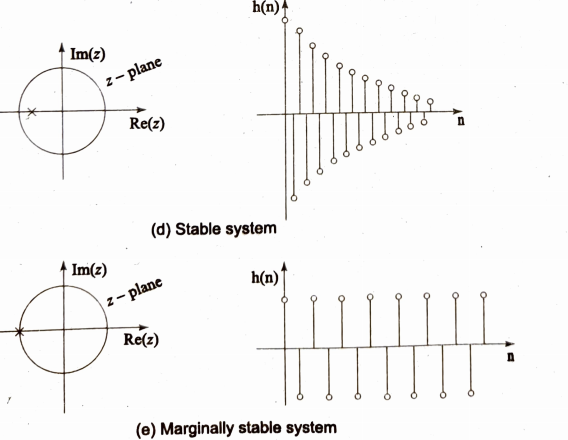 h(n)
Im(z)
z – plane
Re(z)
n
(d) Stable system
Im(z)
z – plane
h(n)
Re(z)
n
(e) Marginally stable system